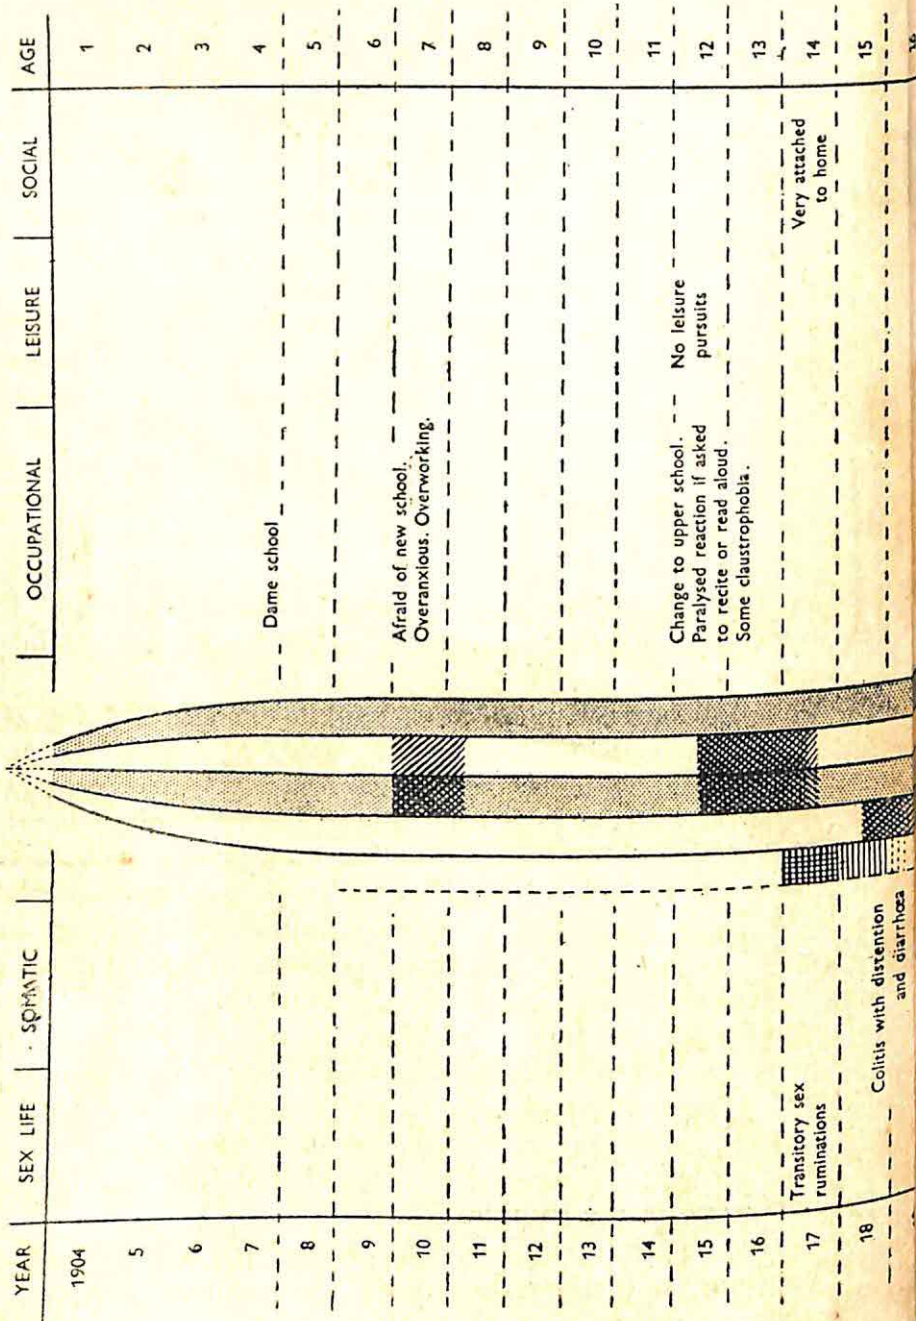 YEAR SEX LIFE SOMATIC OCCUPATIONAL LEISURE SOCIAL AGE
1904 1
5 2
6 3
7 Dame school 4
8 5
9 6
10 Afraid of new school. 7
Overanxious. Overworking.
11 8
12 9
13 10
14 11
15 Change to upper school. No leisure 12
Paralysed reaction if asked pursuits
to recite or read aloud.
16 Some claustrophobia. 13
17 Transitory sex Very attached 14
ruminations to home
18 15
Colitis with distention
and diarrhœa